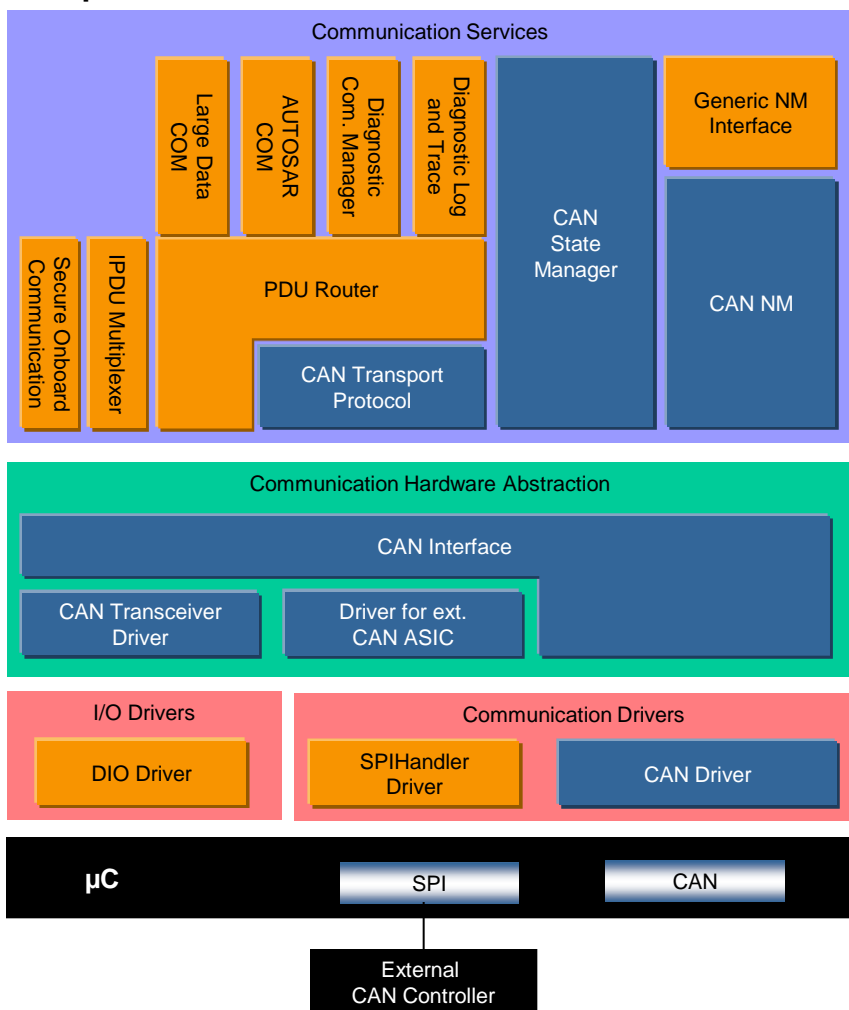 Communication Services
Large Data
COM
AUTOSAR
COM
Diagnostic
Com. Manager
Diagnostic Log
and Trace
CAN
State
Manager
Generic NM
Interface
Secure Onboard
Communication
IPDU Multiplexer
PDU Router
CAN NM
CAN Transport
Protocol
Communication Hardware Abstraction
CAN Interface
CAN Transceiver
Driver
Driver for ext.
CAN ASIC
I/O Drivers
Communication Drivers
DIO Driver
SPIHandler
Driver
CAN Driver
µC
SPI
CAN
External
CAN Controller